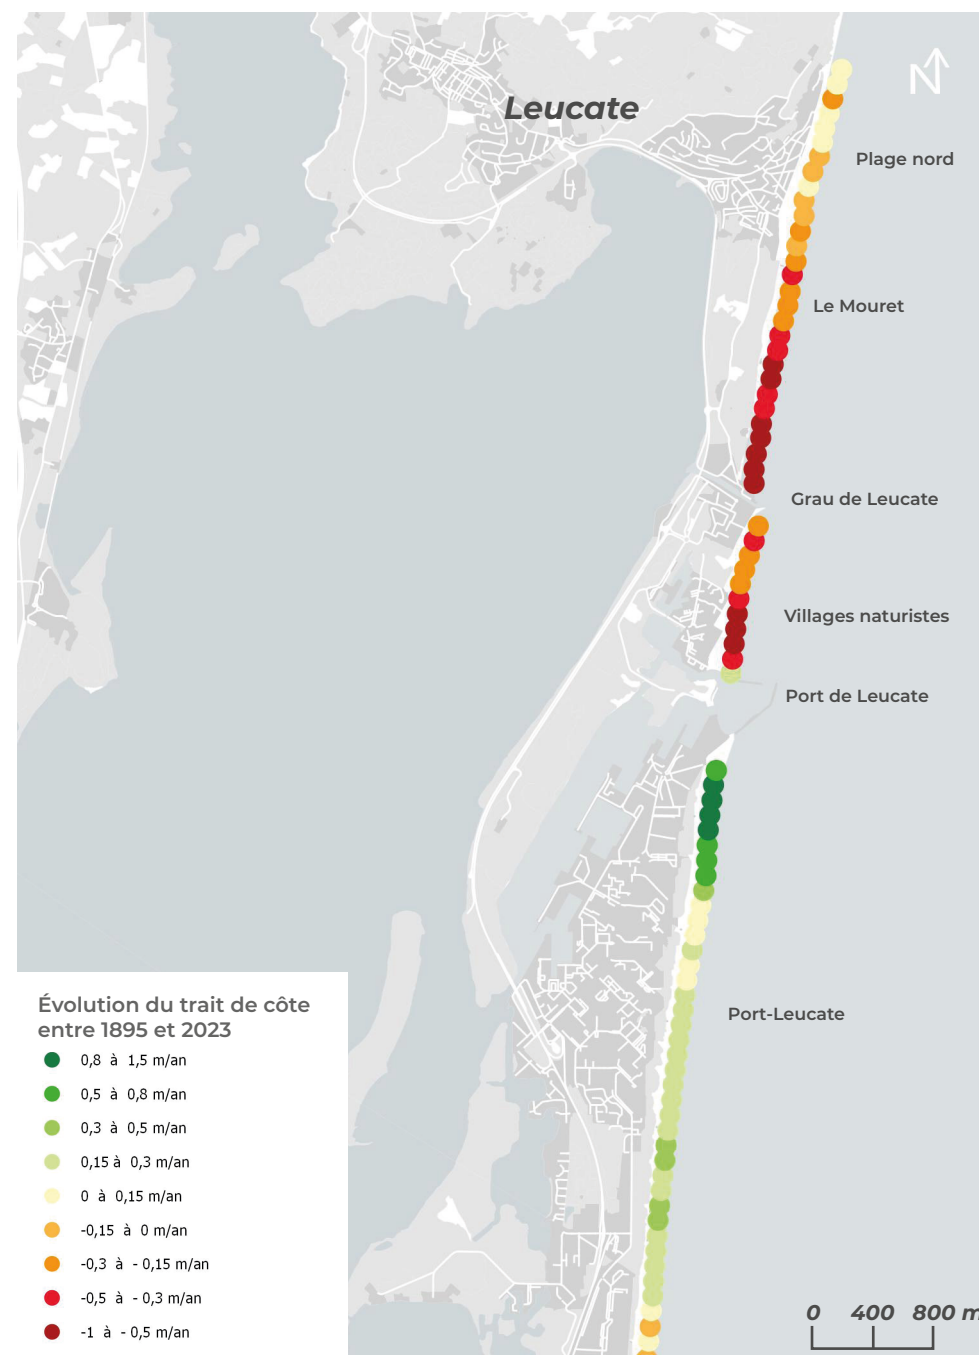 Leucate
N
Plage nord
Le Mouret
Grau de Leucate
Villages naturistes
Port de Leucate
Port-Leucate
Évolution du trait de côte
entre 1895 et 2023
0,8 à 1,5 m/an
0,5 à 0,8 m/an
0,3 à 0,5 m/an
0,15 à 0,3 m/an
0 à 0,15 m/an
-0,15 à 0 m/an
-0,3 à - 0,15 m/an
-0,5 à - 0,3 m/an
-1 à - 0,5 m/an
0 400 800 m